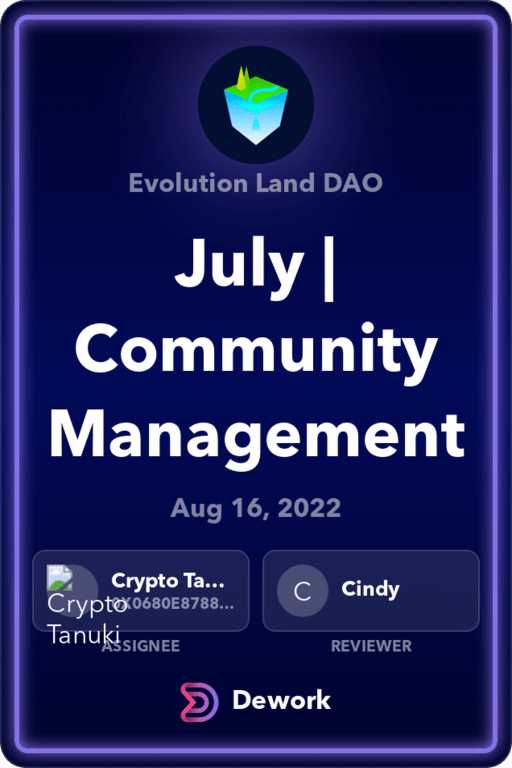 Evolution Land DAO
July |
Community
Management
Aug 16, 2022
Crypto Ta...
0X0680E8788...
Crypto
Tanuki
ASSIGNEE
C
Cindy
REVIEWER
Dework